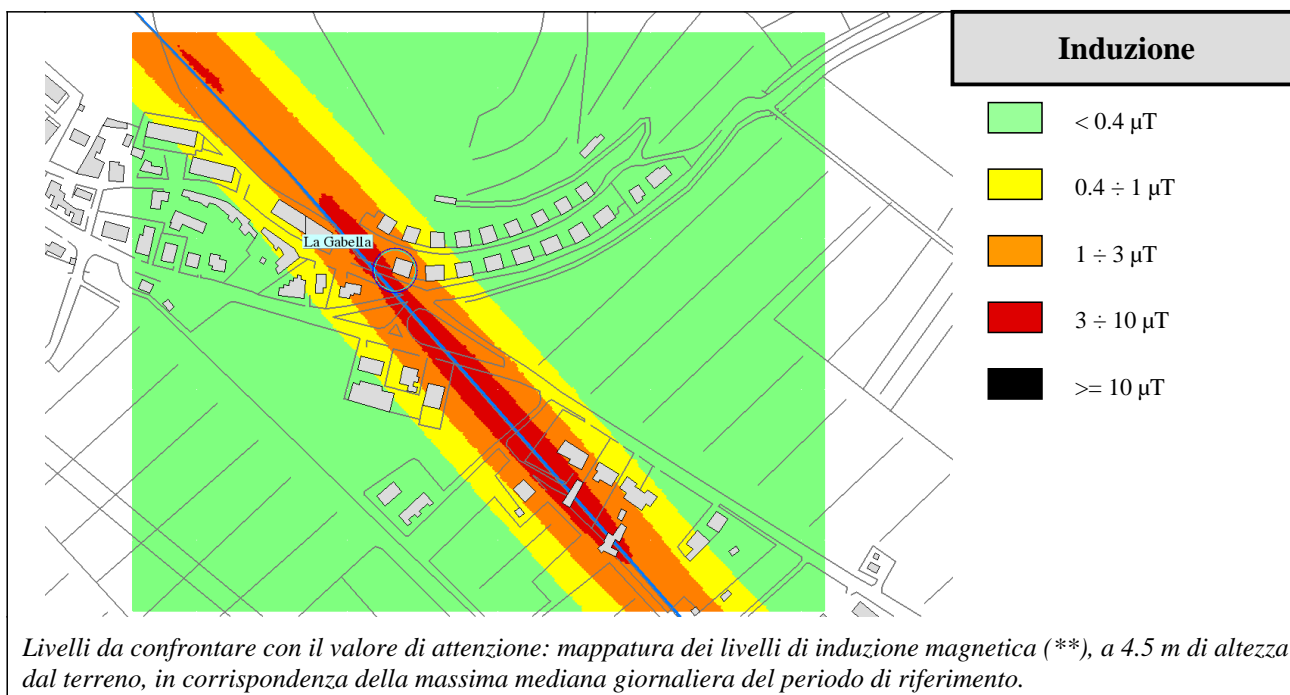 Induzione
< 0.4 µT
0.4 ÷ 1 µT
1 ÷ 3 µT
3 ÷ 10 µT
>= 10 µT
La Gabella
Livelli da confrontare con il valore di attenzione: mappatura dei livelli di induzione magnetica (**), a 4.5 m di altezza
dal terreno, in corrispondenza della massima mediana giornaliera del periodo di riferimento.